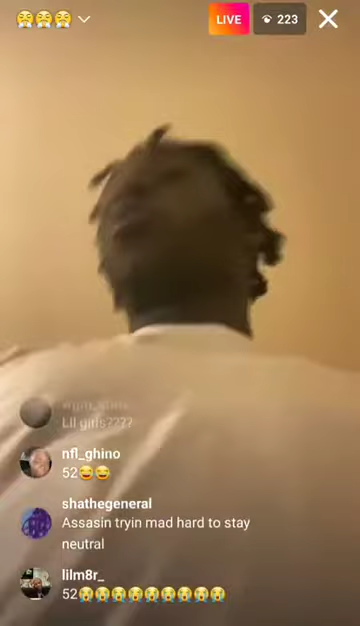 😤😤😤
LIVE
223
Lil girls????
nfl_ghino
52😂😂
shathegeneral
Assasin tryin mad hard to stay
neutral
lilm8r_
52😭😭😭😭😭😭😭😭😭